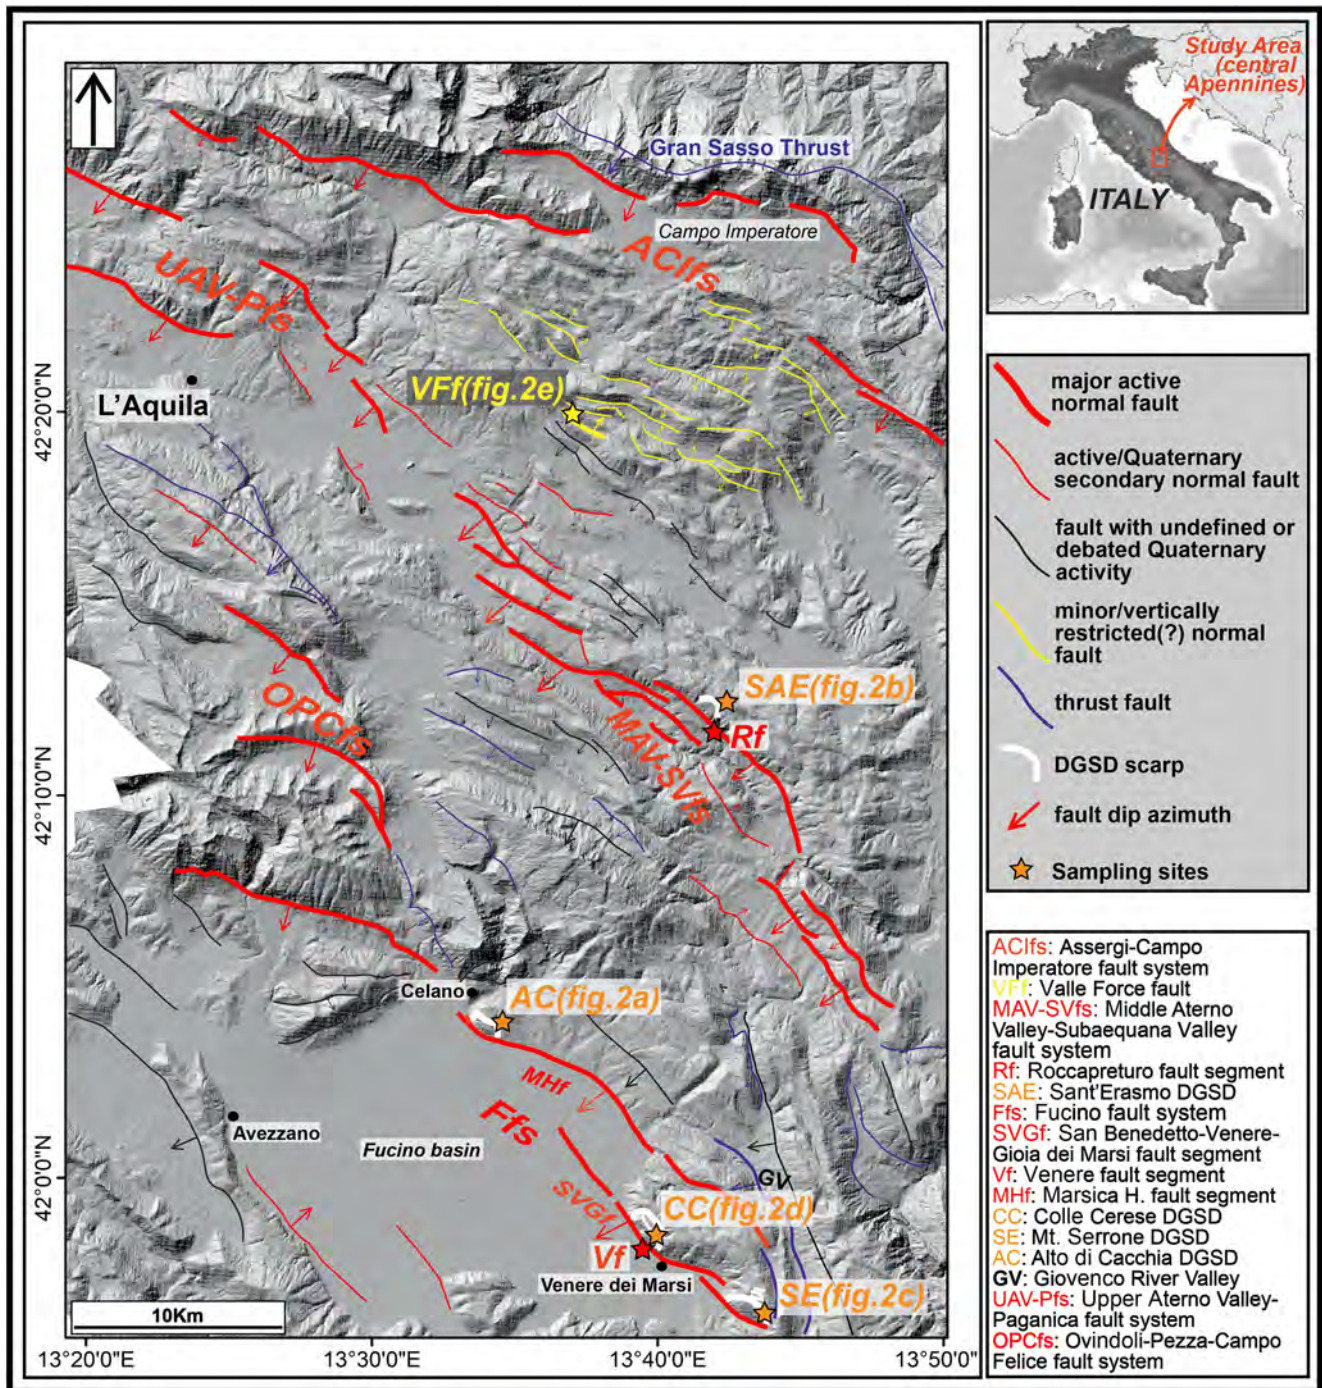 Gran Sasso Thrust
Campo Imperatore
ACIfs
UAV-Pfs
VFf(fig.2e)
L'Aquila
42°20'0"N
SAE(fig.2b)
Rf
OPCfs
MAV-SVfs
42°10'0"N
Celano
AC(fig.2a)
MHf
Ffs
Avezzano
Fucino basin
42°0'0"N
GV
SVGf
CC(fig.2d)
Vf
Venere dei Marsi
SE(fig.2c)
10Km
13°20'0"E
13°30'0"E
13°40'0"E
13°50'0"
Study Area
(central
Apennines)
ITALY
major active
normal fault
active/Quaternary
secondary normal fault
fault with undefined or
debated Quaternary
activity
minor/vertically
restricted(?) normal
fault
thrust fault
DGSD scarp
fault dip azimuth
Sampling sites
ACIfs: Assergi-Campo
Imperatore fault system
VFf: Valle Force fault
MAV-SVfs: Middle Aterno
Valley-Subaequana Valley
fault system
Rf: Roccapreturo fault segment
SAE: Sant'Erasmo DGSD
Ffs: Fucino fault system
SVGf: San Benedetto-Venere-
Gioia dei Marsi fault segment
Vf: Venere fault segment
MHf: Marsica H. fault segment
CC: Colle Cerese DGSD
SE: Mt. Serrone DGSD
AC: Alto di Cacchia DGSD
GV: Giovenco River Valley
UAV-Pfs: Upper Aterno Valley-
Paganica fault system
OPCfs: Ovindoli-Pezza-Campo
Felice fault system